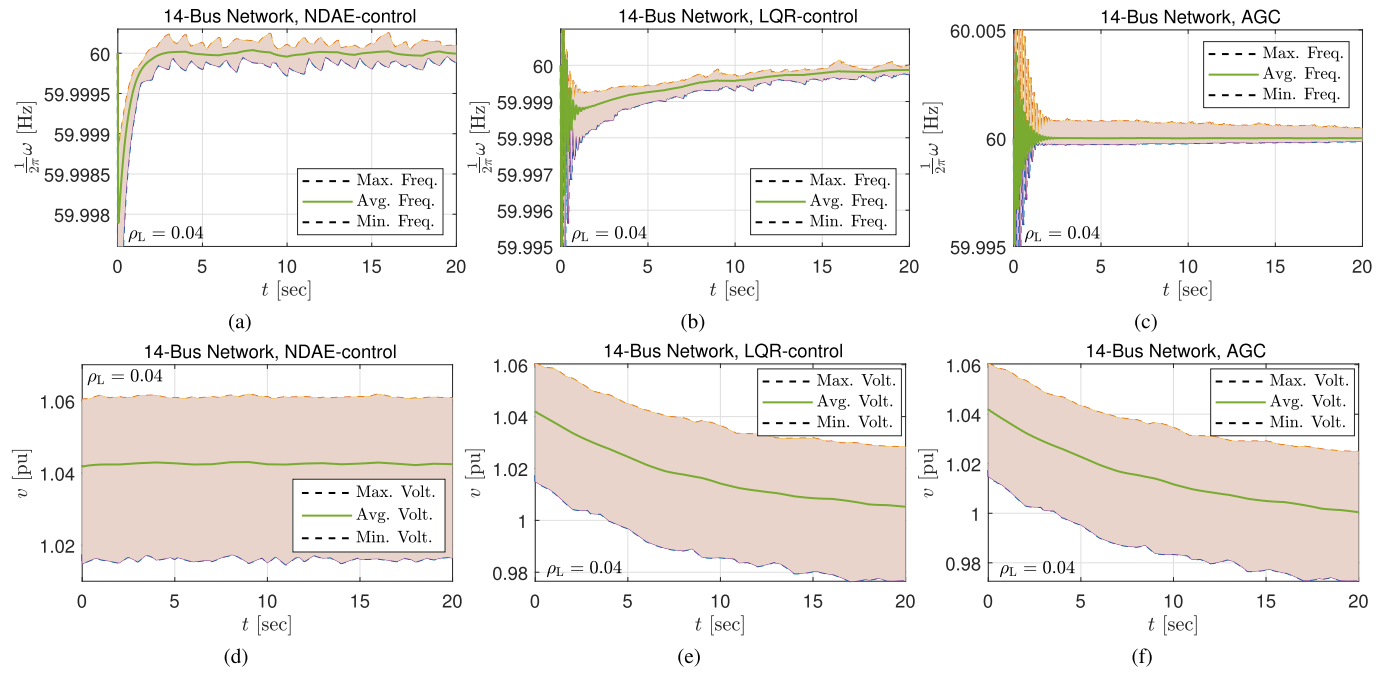 14-Bus Network, NDAE-control
60
59.9995
59.999
59.9985
59.998
1/2π ω [Hz]
Max. Freq.
Avg. Freq.
Min. Freq.
ρL = 0.04
0 5 10 15 20
t [sec]
(a)
14-Bus Network, LQR-control
60
59.999
59.998
59.997
59.996
59.995
1/2π ω [Hz]
Max. Freq.
Avg. Freq.
Min. Freq.
ρL = 0.04
0 5 10 15 20
t [sec]
(b)
14-Bus Network, AGC
60.005
60
59.995
1/2π ω [Hz]
Max. Freq.
Avg. Freq.
Min. Freq.
ρL = 0.04
0 5 10 15 20
t [sec]
(c)
14-Bus Network, NDAE-control
ρL = 0.04
1.06
1.04
1.02
v [pu]
Max. Volt.
Avg. Volt.
Min. Volt.
0 5 10 15 20
t [sec]
(d)
14-Bus Network, LQR-control
1.06
1.04
1.02
1
0.98
v [pu]
Max. Volt.
Avg. Volt.
Min. Volt.
ρL = 0.04
0 5 10 15 20
t [sec]
(e)
14-Bus Network, AGC
1.06
1.04
1.02
1
0.98
v [pu]
Max. Volt.
Avg. Volt.
Min. Volt.
ρL = 0.04
0 5 10 15 20
t [sec]
(f)